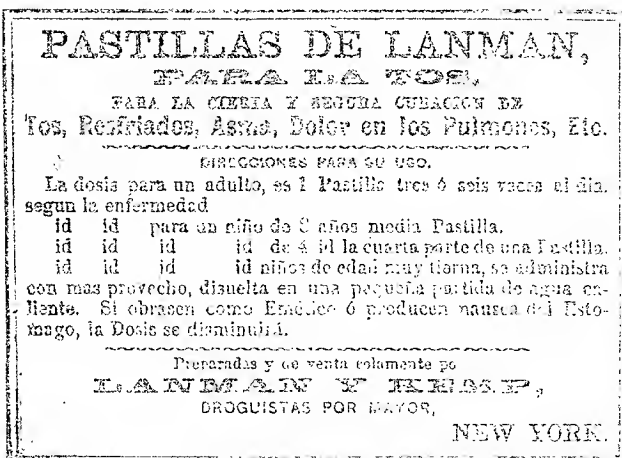 PASTILLAS DE LANMAN,
PARA LA TOS,
PARA LA CIERTA Y SEGURA CURACION DE
Tos, Resfriados, Asma, Dolor en los Pulmones, Etc.
DIRECCIONES PARA SU USO.
La dosis para un adulto, es 1 Pastilla tres ó seis veces al dia.
segun la enfermedad
id id para un niño de 8 años media Pastilla.
id id id id de 4 id la cuarta parte de una Pastilla.
id id id id niños de edad muy tierna, se administra
con mas provecho, disuelta en una pequeña partida de agua ca-
liente. Si obrasen como Emético ó producen nausea del Esto-
mago, la Dosis se disminuirá.
Preparadas y de venta solamente po
LANMAN Y KEMP,
DROGUISTAS POR MAYOR,
NEW YORK.